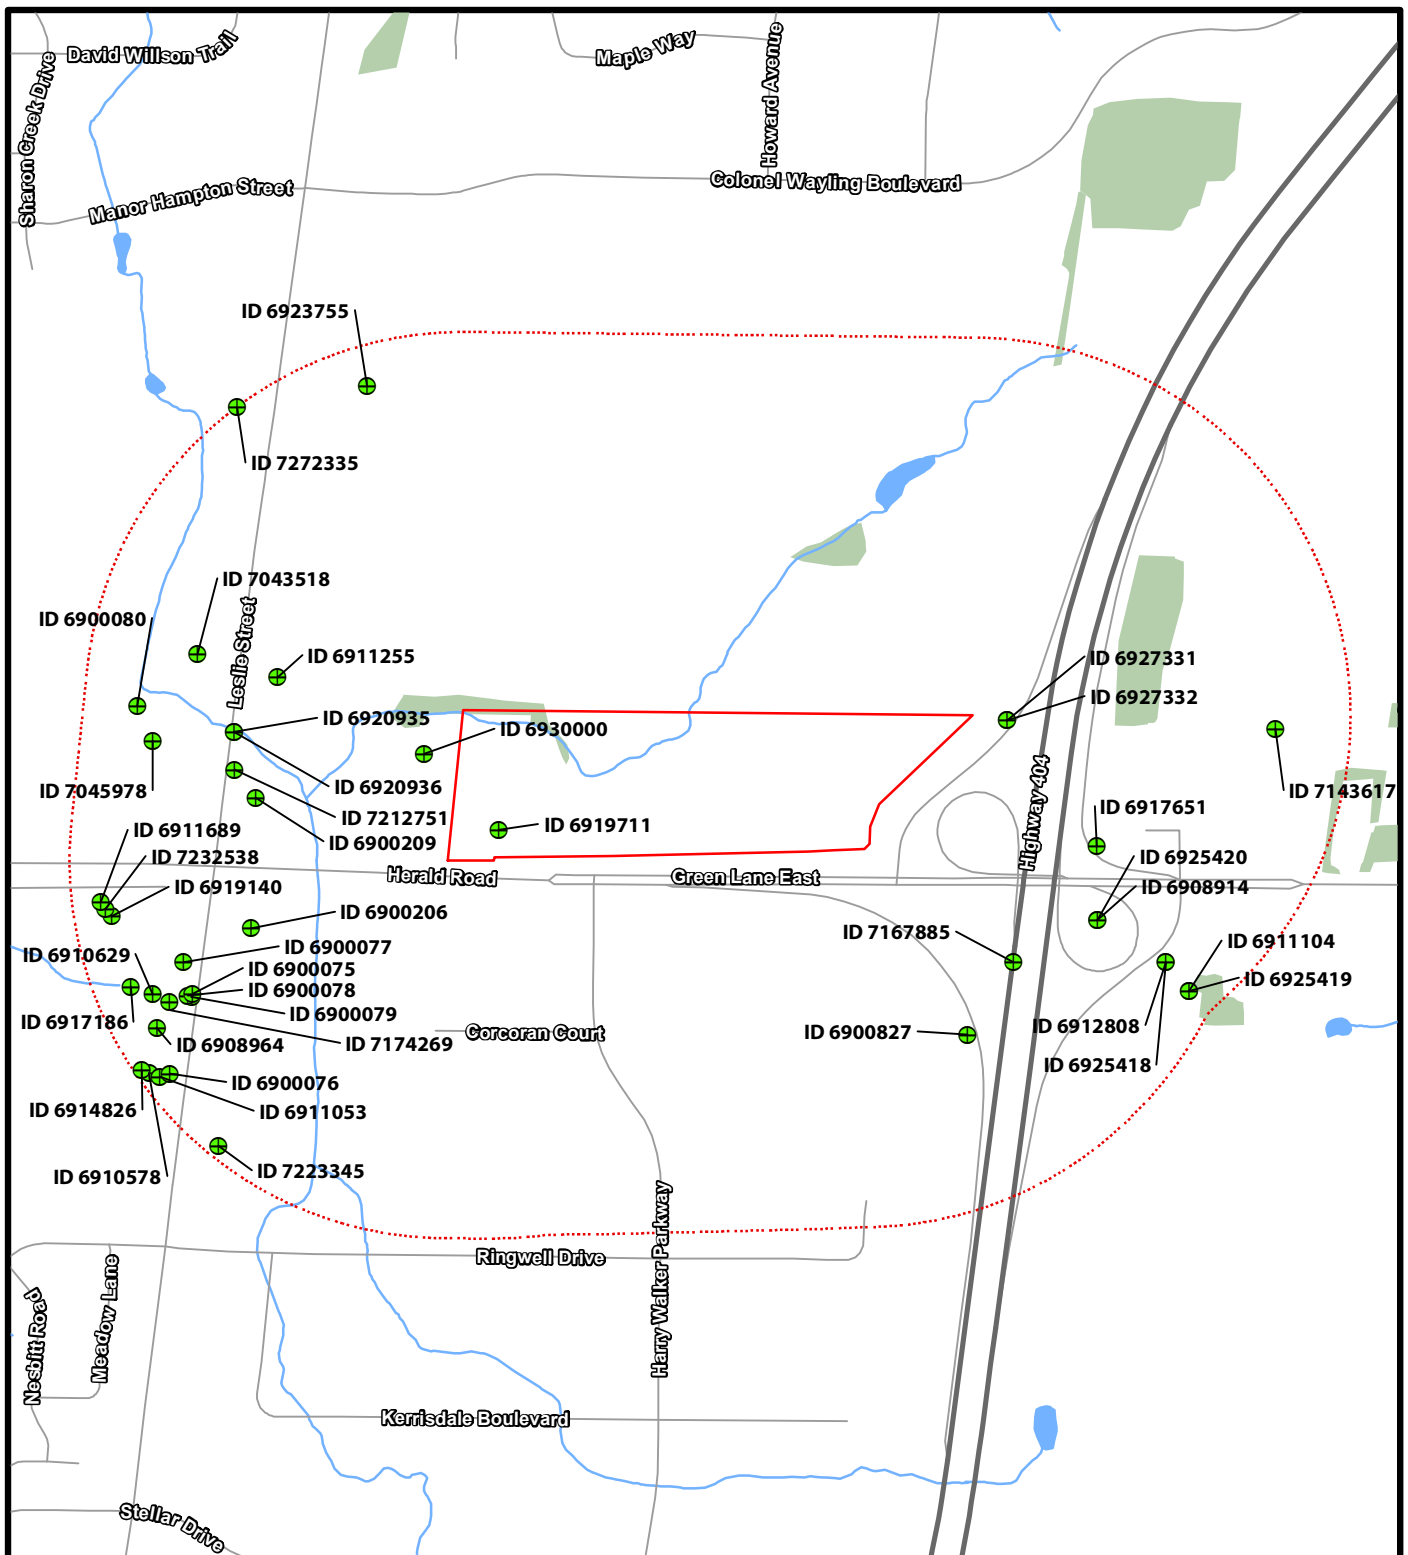 David Willson Trail
Maple Way
Howard Avenue
Sharon Creek Drive
Manor Hampton Street
Colonel Wayling Boulevard
ID 6923755
ID 7272335
ID 7043518
ID 6900080
Leslie Street
ID 6911255
ID 6927331
ID 6927332
ID 6920935
ID 6930000
ID 6920936
ID 7045978
ID 7143617
ID 7212751
ID 6917651
ID 6919711
ID 6911689
ID 6900209
Highway 404
ID 7232538
ID 6925420
ID 6919140
Herald Road
Green Lane East
ID 6908914
ID 6900206
ID 7167885
ID 6911104
ID 6900077
ID 6910629
ID 6900075
ID 6925419
ID 6900078
ID 6900079
ID 6917186
ID 6912808
Corcoran Court
ID 6900827
ID 6908964
ID 7174269
ID 6925418
ID 6900076
ID 6914826
ID 6911053
ID 7223345
ID 6910578
Harry Walker Parkway
Ringwell Drive
Meadow Lane
Nesbitt Road
Kerrisdale Boulevard
Stellar Drive